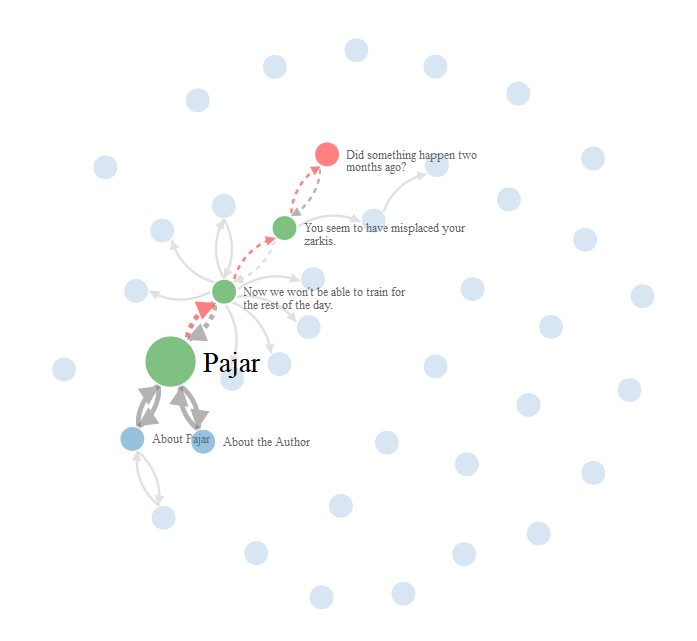 Did something happen two
months ago?
You seem to have misplaced your
zarkis.
Now we won't be able to train for
the rest of the day.
Pajar
About Pajar
About the Author